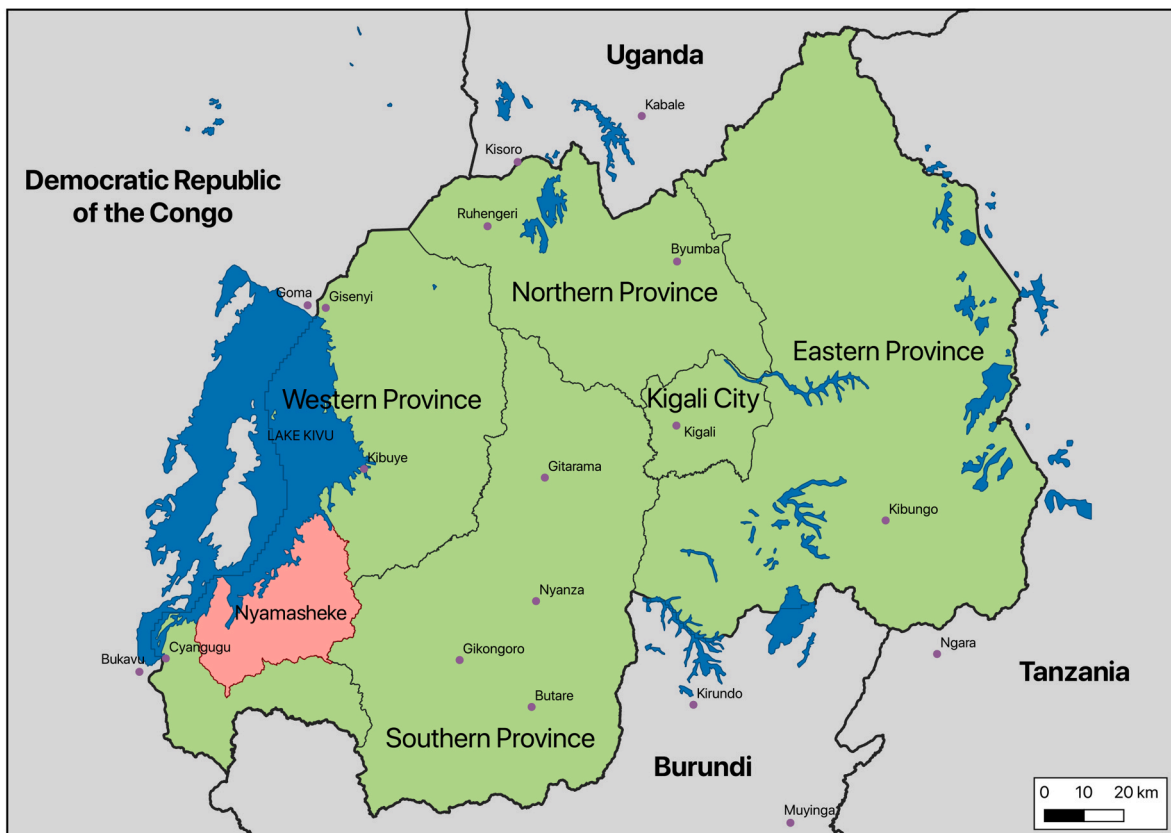 Uganda
Kabale
Kisoro
Democratic Republic
of the Congo
Ruhengeri
Byumba
Northern Province
Goma
Gisenyi
Eastern Province
Western Province
Kigali City
Kigali
LAKE KIVU
Kibuye
Gitarama
Kibungo
Nyanza
Nyamasheke
Cyangugu
Bukavu
Gikongoro
Ngara
Tanzania
Kirundo
Butare
Southern Province
Burundi
0 10 20 km
Muyinga